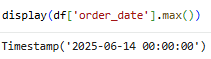 display(df['order_date'].max())
Timestamp('2025-06-14 00:00:00')